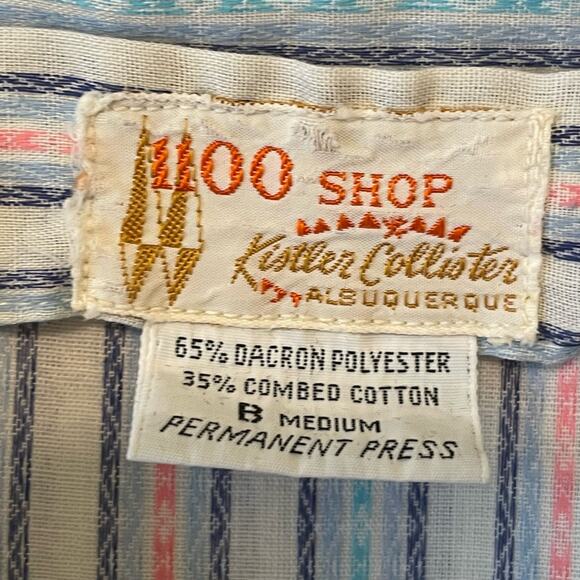 1100 SHOP
Kistler Collister
ALBUQUERQUE
65% DACRON POLYESTER
35% COMBED COTTON
B MEDIUM
PERMANENT PRESS